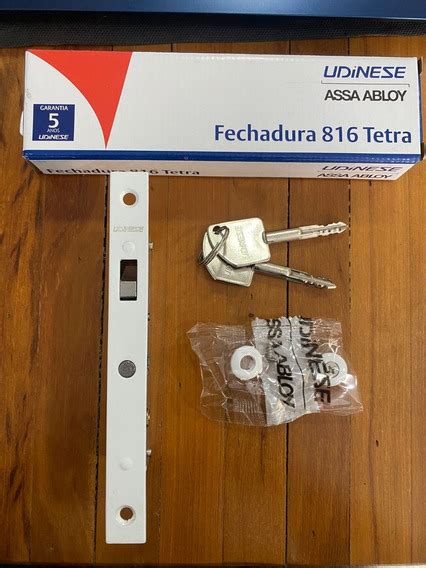 UDiNESE
ASSA ABLOY
GARANTIA
5
ANOS
UDiNESE
Fechadura 816 Tetra
Fechadura 816 Tetra
UDiNESE
ASSA ABLOY
UDiNESE
UDiNESE
ASSA ABLOY